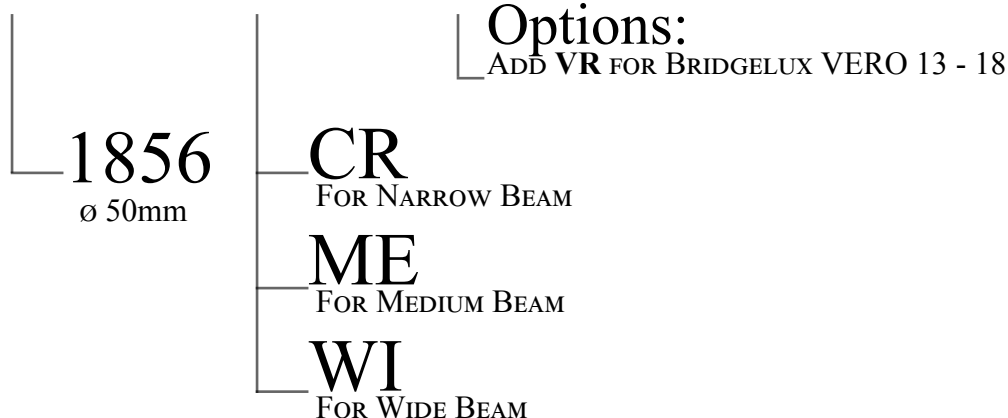 Options:
Add VR for Bridgelux VERO 13 - 18
1856
ø 50mm
CR
For Narrow Beam
ME
For Medium Beam
WI
For Wide Beam